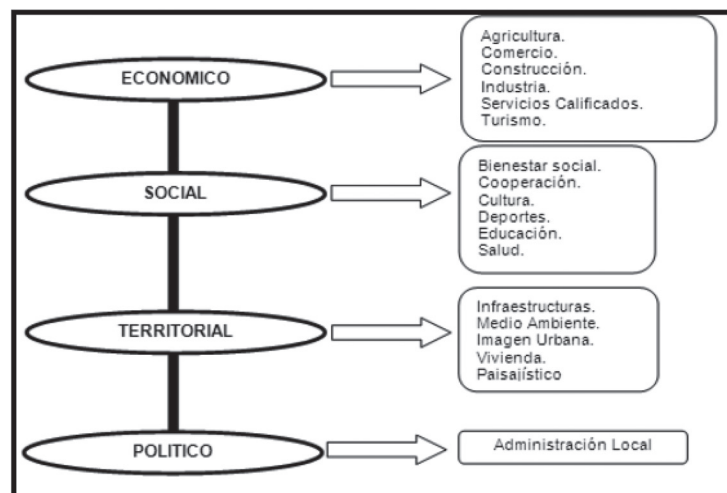 ECONOMICO
Agricultura.
Comercio.
Construcción.
Industria.
Servicios Calificados.
Turismo.
SOCIAL
Bienestar social.
Cooperación.
Cultura.
Deportes.
Educación.
Salud.
TERRITORIAL
Infraestructuras.
Medio Ambiente.
Imagen Urbana.
Vivienda.
Paisajístico
POLITICO
Administración Local